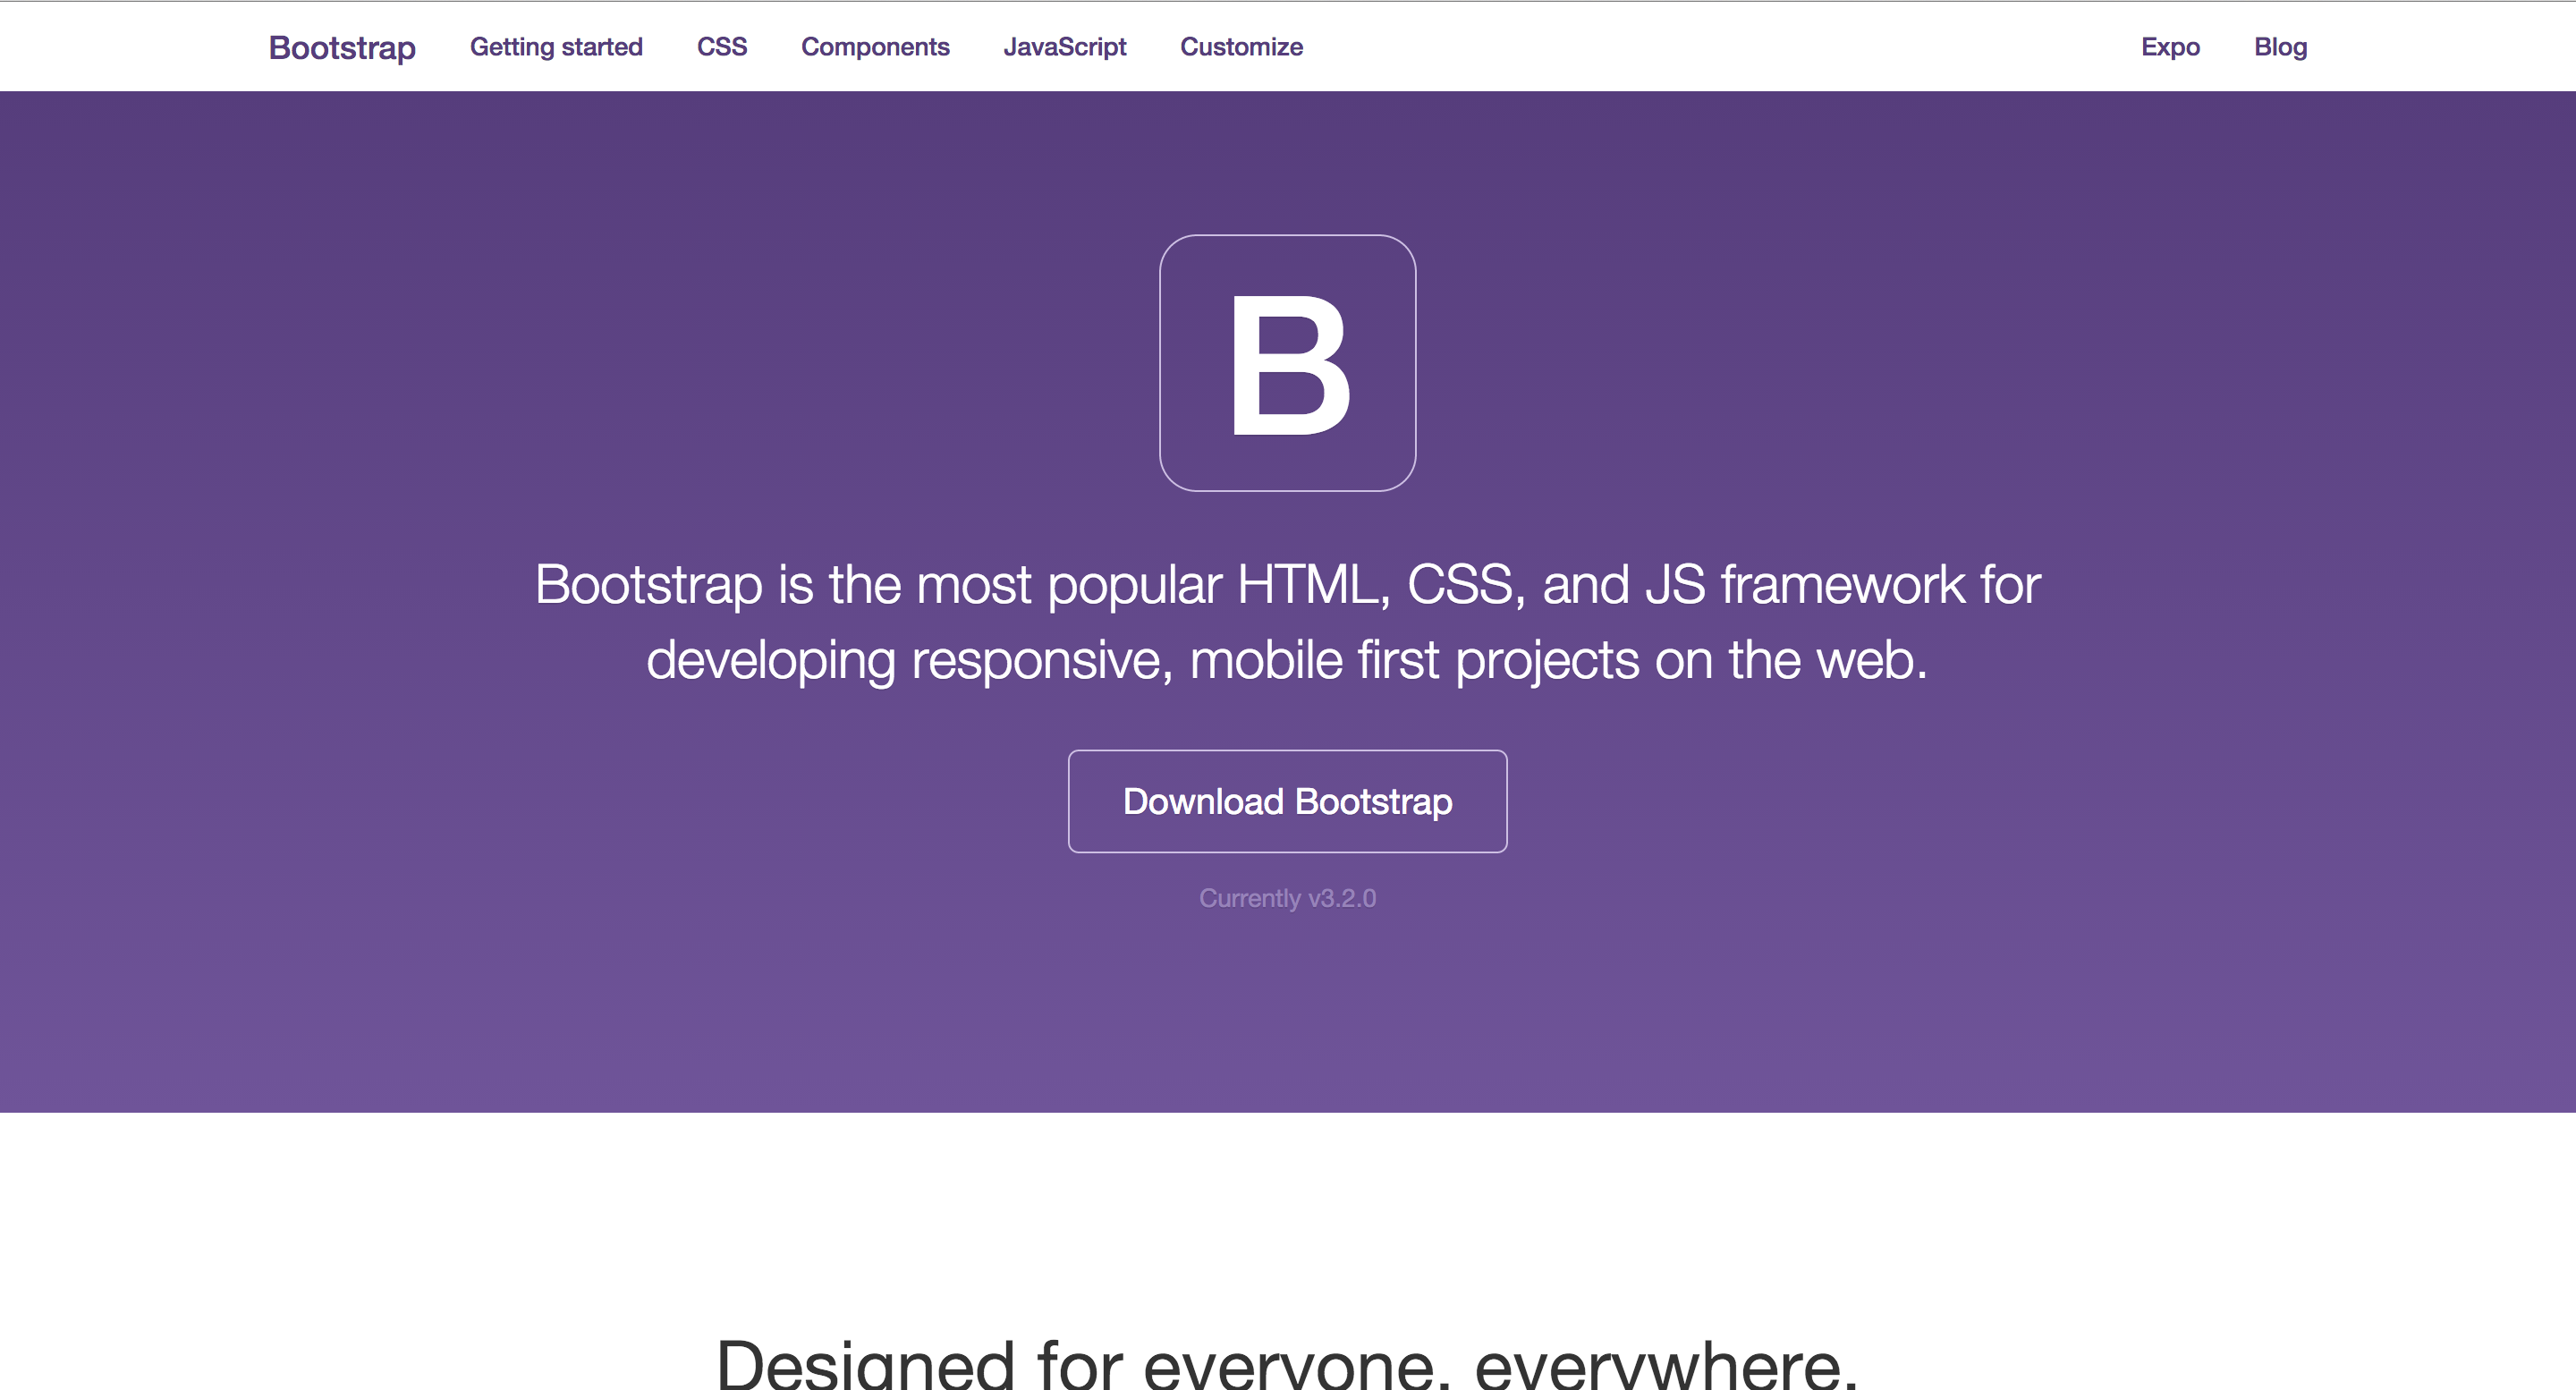 Bootstrap Getting started CSS Components JavaScript Customize Expo Blog
B
Bootstrap is the most popular HTML, CSS, and JS framework for
developing responsive, mobile first projects on the web.
Download Bootstrap
Currently v3.2.0
Designed for everyone, everywhere.